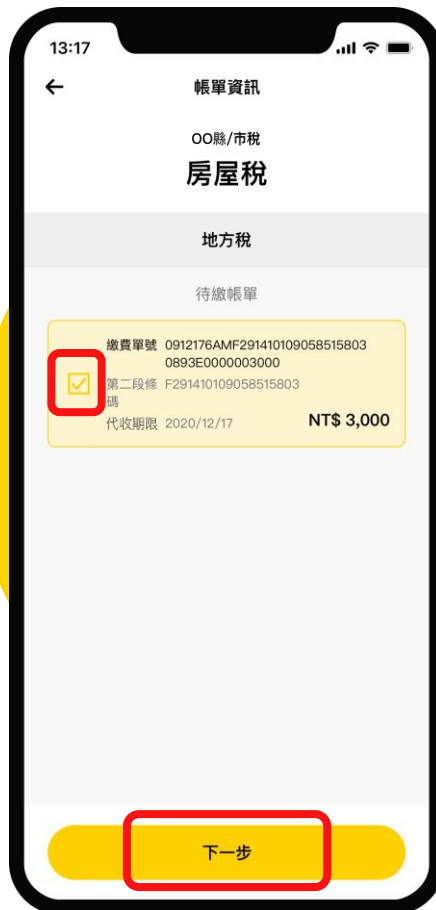 13:17
帳單資訊
OO縣/市稅
房屋稅
地方稅
待繳帳單
繳費單號 0912176AMF291410109058515803
0893E0000003000
第二段條 F291410109058515803
碼
代收期限 2020/12/17 NT$ 3,000
下一步